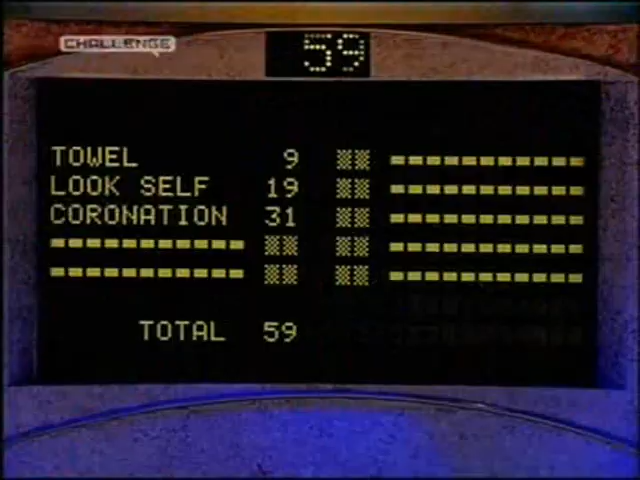 CHALLENGE
59
TOWEL 9
LOOK SELF 19
CORONATION 31
TOTAL 59